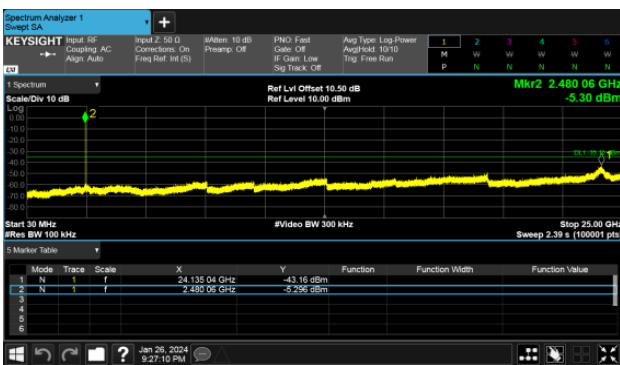 Spectrum Analyzer 1
Swept SA
KEYSIGHT Input: RF Input Z: 50 Ω #Atten: 10 dB PNO: Fast Avg Type: Log-Power 1 2 3 4 5 6
Coupling: AC Corrections: On Preamp: Off Gate: Off Avg|Hold: 10/10 M W W W W W
Align: Auto Freq Ref: Int (S) IF Gain: Low Trig: Free Run
Sig Track: Off P N N N N N
LXI
1 Spectrum Ref Lvl Offset 10.50 dB Mkr2 2.480 06 GHz
Scale/Div 10 dB Ref Level 10.00 dBm -5.30 dBm
Log
0.00
-10.0
-20.0
-30.0
-40.0
-50.0
-60.0
-70.0
-80.0
2
1
Start 30 MHz #Video BW 300 kHz Stop 25.00 GHz
#Res BW 100 kHz Sweep 2.39 s (100001 pts
5 Marker Table
Mode Trace Scale X Y Function Function Width Function Value
1 N 1 f 24.135 04 GHz -43.16 dBm
2 N 1 f 2.480 06 GHz -5.296 dBm
3
4
5
6
? Jan 26, 2024
9:27:10 PM